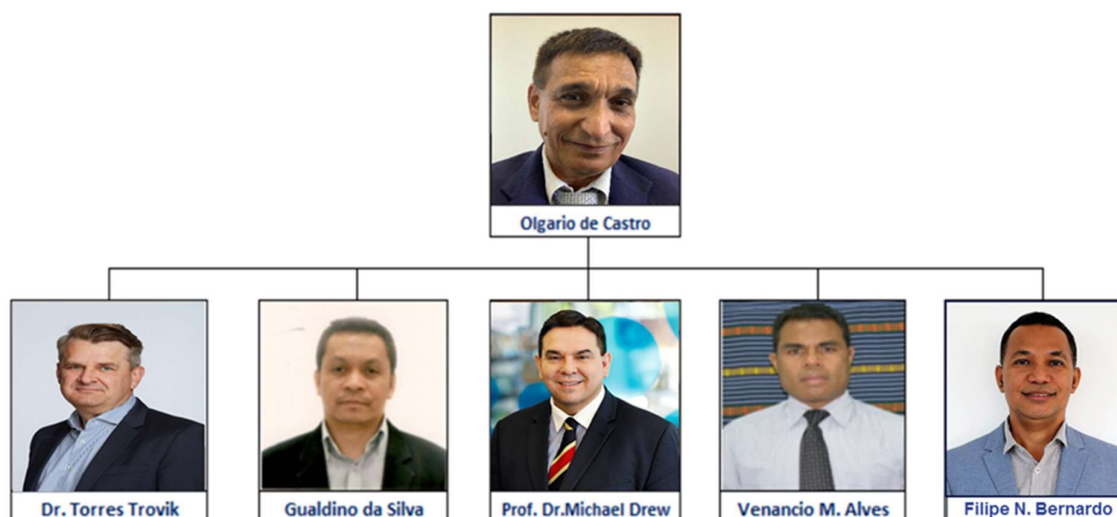 Olgario de Castro
Dr. Torres Trovik
Gualdino da Silva
Prof. Dr.Michael Drew
Venancio M. Alves
Filipe N. Bernardo